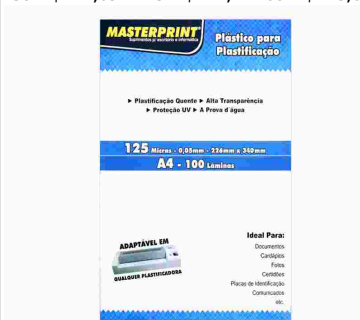 MASTERPRINT
Suprimentos p/ escritório e informática
Plástico para
Plastificação
▶ Plastificação Quente ▶ Alta Transparência
▶ Proteção UV ▶ A Prova d'água
125 Micras - 0,05mm - 226mm x 340mm
A4 - 100 Lâminas
ADAPTÁVEL EM
QUALQUER PLASTIFICADORA
Ideal Para:
Documentos
Cardápios
Fotos
Certidões
Placas de Identificação
Comunicados
etc.